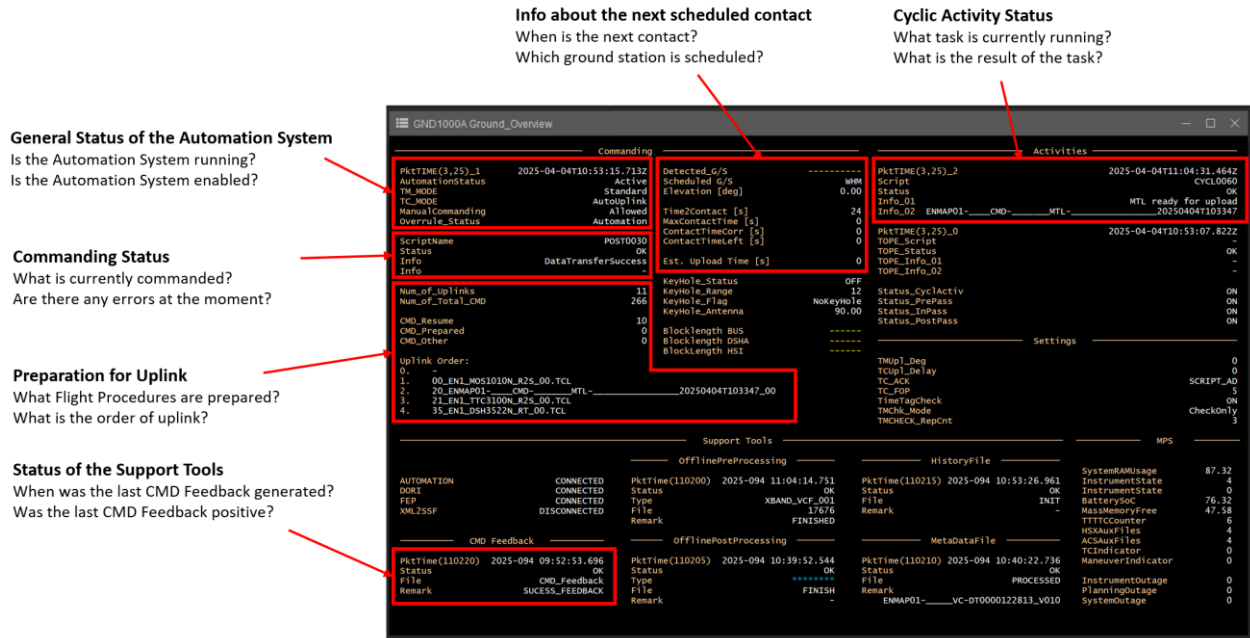 Info about the next scheduled contact
When is the next contact?
Which ground station is scheduled?
Cyclic Activity Status
What task is currently running?
What is the result of the task?
General Status of the Automation System
Is the Automation System running?
Is the Automation System enabled?
Commanding Status
What is currently commanded?
Are there any errors at the moment?
Preparation for Uplink
What Flight Procedures are prepared?
What is the order of uplink?
Status of the Support Tools
When was the last CMD Feedback generated?
Was the last CMD Feedback positive?
GND1000A Ground_Overview
Commanding
PktTIME(3,25)_1 2025-04-04T10:53:15.713Z
AutomationStatus Active
TM_MODE Standard
TC_MODE AutoUplink
ManualCommanding Allowed
Overrule_Status Automation
ScriptName POST0030
Status OK
Info DataTransferSuccess
Info -
Num_of_Uplinks 11
Num_of_Total_CMD 266
CMD_Resume 10
CMD_Prepared 0
CMD_Other 0
Uplink Order:
0. -
1. 00_EN1_MOS1010N_R2S_00.TCL
2. 20_ENMAP01-____CMD-_______MTL-______________20250404T103347_00
3. 21_EN1_TTC3100N_R2S_00.TCL
4. 35_EN1_DSH3522N_RT_00.TCL
Detected_G/S ----------
Scheduled G/S WHM
Elevation [deg] 0.00
Time2Contact [s] 24
MaxContactTime [s] 0
ContactTimeCorr [s] 0
ContactTimeLeft [s] 0
Est. Upload Time [s] 0
KeyHole_Status OFF
KeyHole_Range 12
KeyHole_Flag NoKeyHole
KeyHole_Antenna 90.00
Blocklength BUS ------
Blocklength DSHA ------
BlockLength HSI ------
Activities
PktTIME(3,25)_2 2025-04-04T11:04:31.464Z
Script CYCL0060
Status OK
Info_01 MTL ready for upload
Info_02 ENMAP01-____CMD-_______MTL-______________20250404T103347
PktTIME(3,25)_0 2025-04-04T10:53:07.822Z
TOPE_Script -
TOPE_Status OK
TOPE_Info_01 -
TOPE_Info_02 -
Status_CyclActiv ON
Status_PrePass ON
Status_InPass ON
Status_PostPass ON
Settings
TMUpl_Deg 0
TCUpl_Delay 0
TC_ACK SCRIPT_AD
TC_FOP 5
TimeTagCheck ON
TMChk_Mode CheckOnly
TMCHECK_RepCnt 3
Support Tools
AUTOMATION CONNECTED
DORI CONNECTED
FEP CONNECTED
XML2SSF DISCONNECTED
CMD Feedback
PktTime(110220) 2025-094 09:52:53.696
Status OK
File CMD_Feedback
Remark SUCESS_FEEDBACK
OfflinePreProcessing
PktTime(110200) 2025-094 11:04:14.751
Status OK
Type XBAND_VCF_001
File 17676
Remark FINISHED
OfflinePostProcessing
PktTime(110205) 2025-094 10:39:52.544
Status OK
Type ********
File FINISH
Remark -
HistoryFile
PktTime(110215) 2025-094 10:53:26.961
Status OK
File INIT
Remark -
MetaDataFile
PktTime(110210) 2025-094 10:40:22.736
Status OK
File PROCESSED
Remark
ENMAP01-_____VC-DT0000122813_V010
MPS
SystemRAMUsage 87.32
InstrumentState 4
InstrumentState 0
BatterySoC 76.32
MassMemoryFree 47.58
TTTTCCounter 6
HSXAuxFiles 4
ACSAuxFiles 4
TCIndicator 0
ManeuverIndicator 0
InstrumentOutage 0
PlanningOutage 0
SystemOutage 0